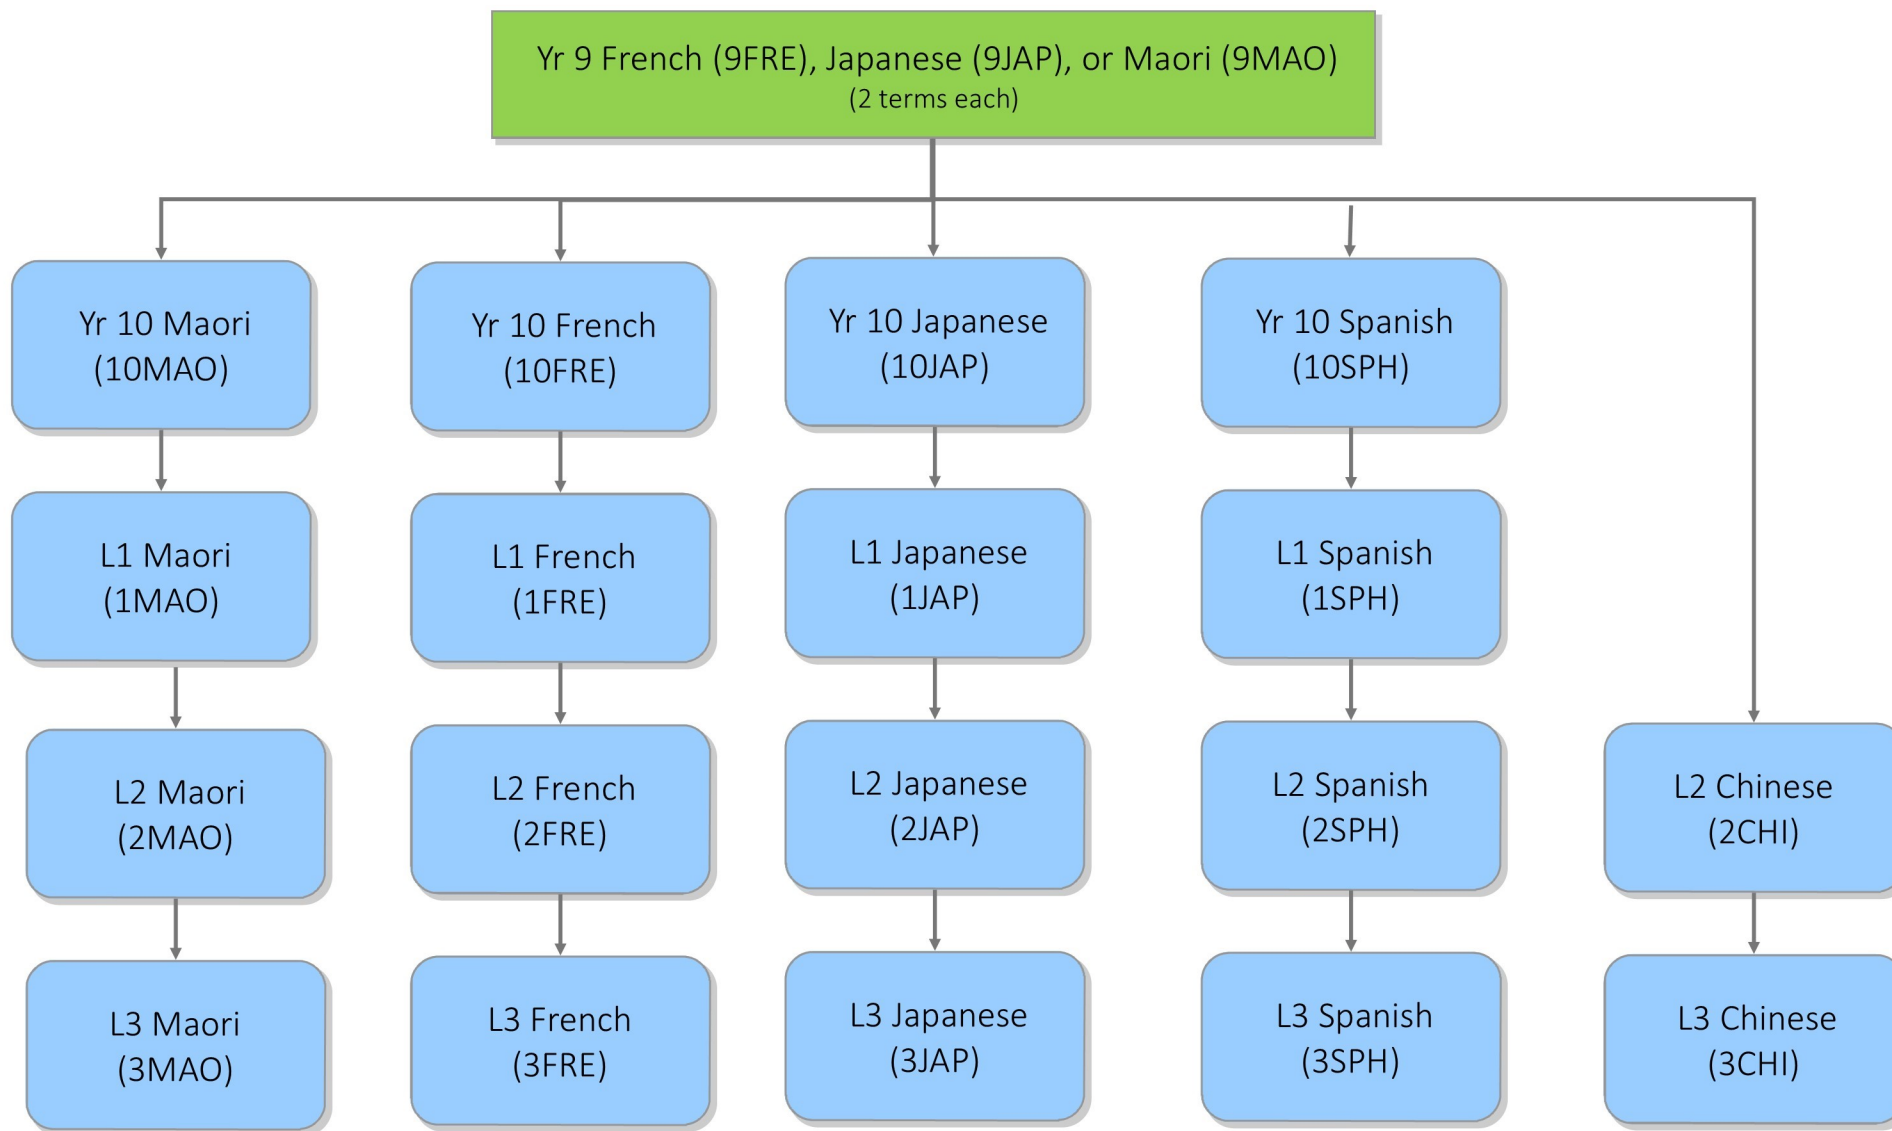 Yr 9 French (9FRE), Japanese (9JAP), or Maori (9MAO)
(2 terms each)
Yr 10 Maori
(10MAO)
Yr 10 French
(10FRE)
Yr 10 Japanese
(10JAP)
Yr 10 Spanish
(10SPH)
L1 Maori
(1MAO)
L1 French
(1FRE)
L1 Japanese
(1JAP)
L1 Spanish
(1SPH)
L2 Maori
(2MAO)
L2 French
(2FRE)
L2 Japanese
(2JAP)
L2 Spanish
(2SPH)
L2 Chinese
(2CHI)
L3 Maori
(3MAO)
L3 French
(3FRE)
L3 Japanese
(3JAP)
L3 Spanish
(3SPH)
L3 Chinese
(3CHI)